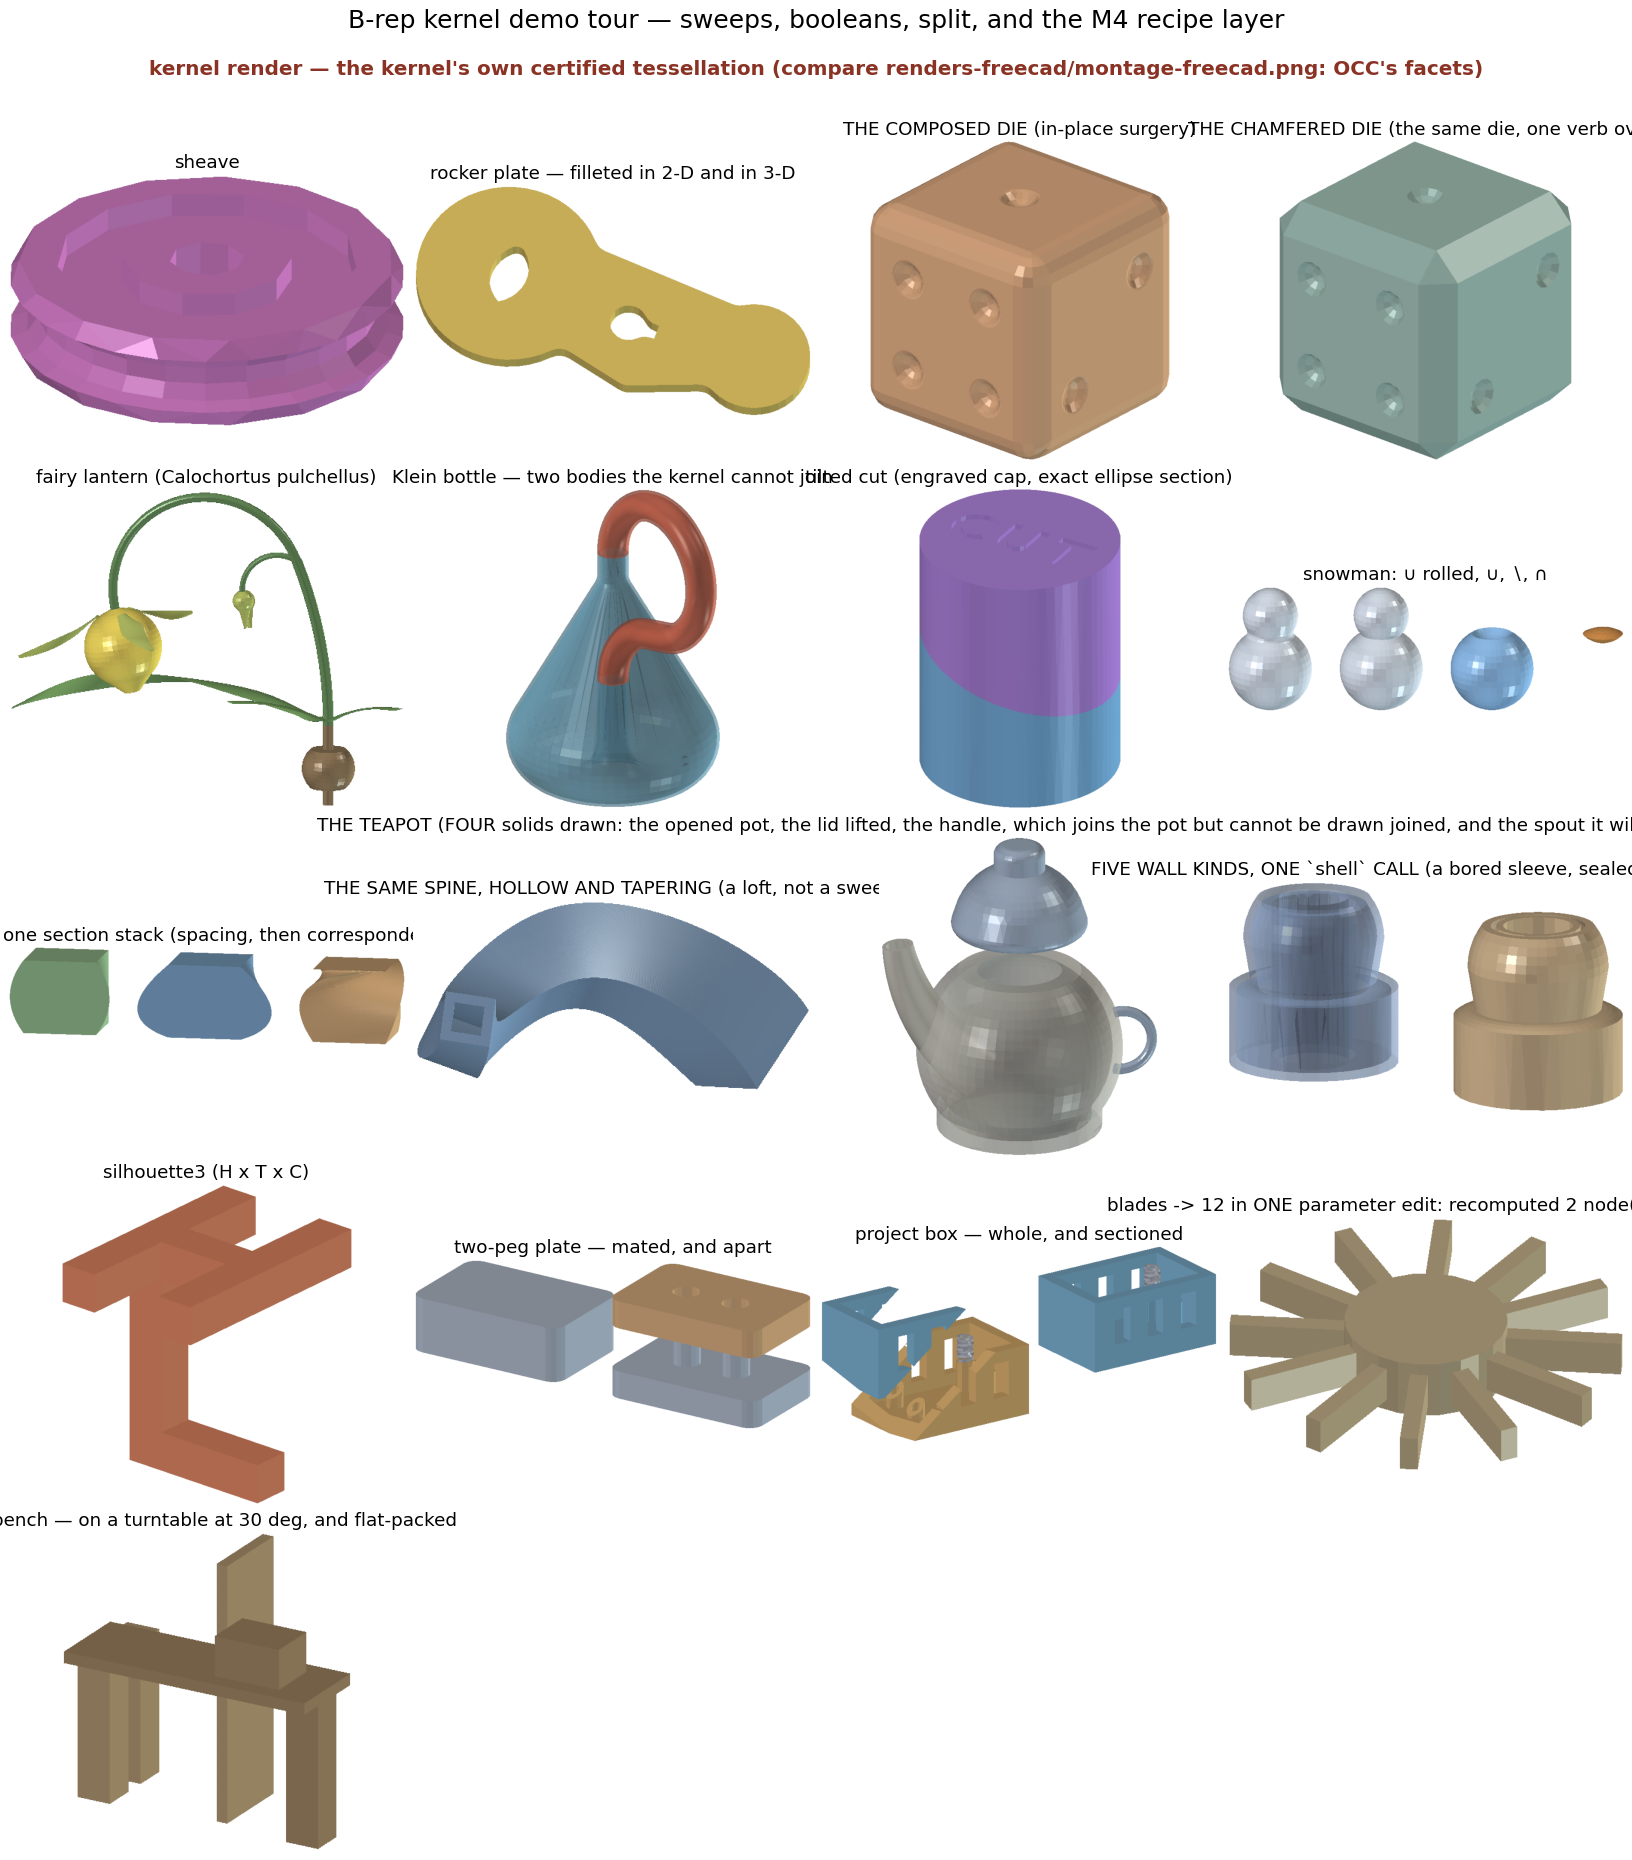 B-rep kernel demo tour — sweeps, booleans, split, and the M4 recipe layer
kernel render — the kernel's own certified tessellation (compare renders-freecad/montage-freecad.png: OCC's facets)
THE COMPOSED DIE (in-place surgery)
THE CHAMFERED DIE (the same die, one verb ov
sheave
rocker plate — filleted in 2-D and in 3-D
fairy lantern (Calochortus pulchellus)
Klein bottle — two bodies the kernel cannot join
tilted cut (engraved cap, exact ellipse section)
CUT
snowman: ∪ rolled, ∪, \, ∩
THE TEAPOT (FOUR solids drawn: the opened pot, the lid lifted, the handle, which joins the pot but cannot be drawn joined, and the spout it wil
FIVE WALL KINDS, ONE `shell` CALL (a bored sleeve, sealed
THE SAME SPINE, HOLLOW AND TAPERING (a loft, not a swee
one section stack (spacing, then corresponde
silhouette3 (H x T x C)
blades -> 12 in ONE parameter edit: recomputed 2 node(
project box — whole, and sectioned
two-peg plate — mated, and apart
bench — on a turntable at 30 deg, and flat-packed